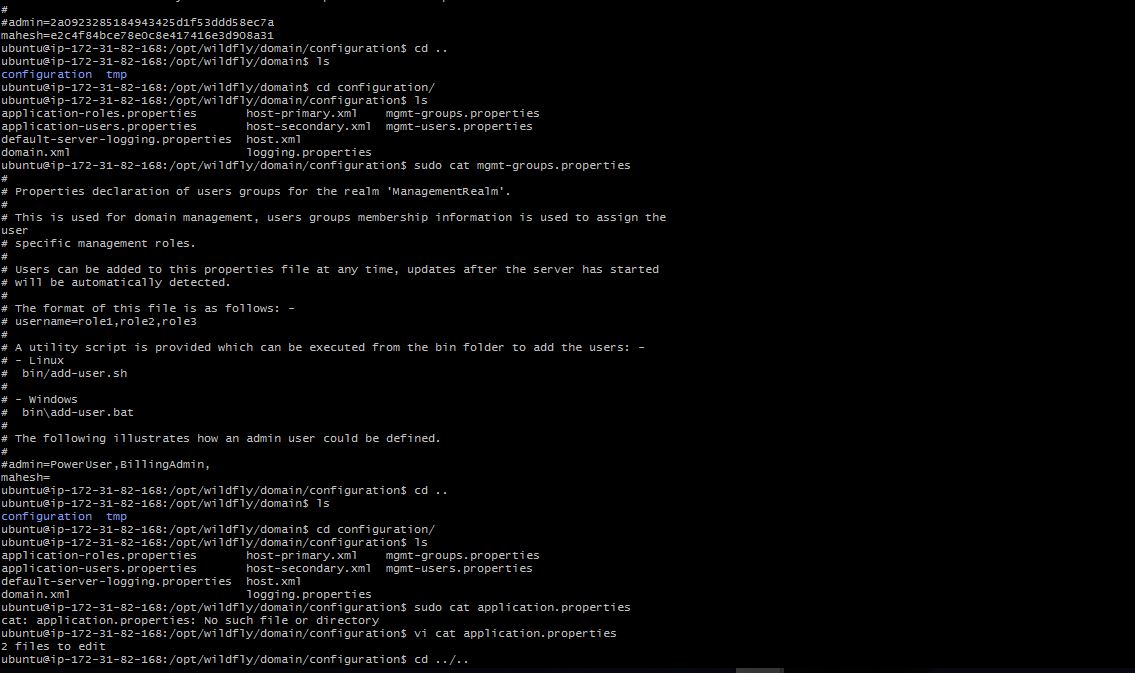 #
#admin=2a0923285184943425d1f53ddd58ec7a
mahesh=e2c4f84bce78e0c8e417416e3d908a31
ubuntu@ip-172-31-82-168:/opt/wildfly/domain/configuration$ cd ..
ubuntu@ip-172-31-82-168:/opt/wildfly/domain$ ls
configuration  tmp
ubuntu@ip-172-31-82-168:/opt/wildfly/domain$ cd configuration/
ubuntu@ip-172-31-82-168:/opt/wildfly/domain/configuration$ ls
application-roles.properties       host-primary.xml    mgmt-groups.properties
application-users.properties       host-secondary.xml  mgmt-users.properties
default-server-logging.properties  host.xml
domain.xml                         logging.properties
ubuntu@ip-172-31-82-168:/opt/wildfly/domain/configuration$ sudo cat mgmt-groups.properties
#
# Properties declaration of users groups for the realm 'ManagementRealm'.
#
# This is used for domain management, users groups membership information is used to assign the
user
# specific management roles.
#
# Users can be added to this properties file at any time, updates after the server has started
# will be automatically detected.
#
# The format of this file is as follows: -
# username=role1,role2,role3
#
# A utility script is provided which can be executed from the bin folder to add the users: -
# - Linux
#  bin/add-user.sh
#
# - Windows
#  bin\add-user.bat
#
# The following illustrates how an admin user could be defined.
#
#admin=PowerUser,BillingAdmin,
mahesh=
ubuntu@ip-172-31-82-168:/opt/wildfly/domain/configuration$ cd ..
ubuntu@ip-172-31-82-168:/opt/wildfly/domain$ ls
configuration  tmp
ubuntu@ip-172-31-82-168:/opt/wildfly/domain$ cd configuration/
ubuntu@ip-172-31-82-168:/opt/wildfly/domain/configuration$ ls
application-roles.properties       host-primary.xml    mgmt-groups.properties
application-users.properties       host-secondary.xml  mgmt-users.properties
default-server-logging.properties  host.xml
domain.xml                         logging.properties
ubuntu@ip-172-31-82-168:/opt/wildfly/domain/configuration$ sudo cat application.properties
cat: application.properties: No such file or directory
ubuntu@ip-172-31-82-168:/opt/wildfly/domain/configuration$ vi cat application.properties
2 files to edit
ubuntu@ip-172-31-82-168:/opt/wildfly/domain/configuration$ cd ../..